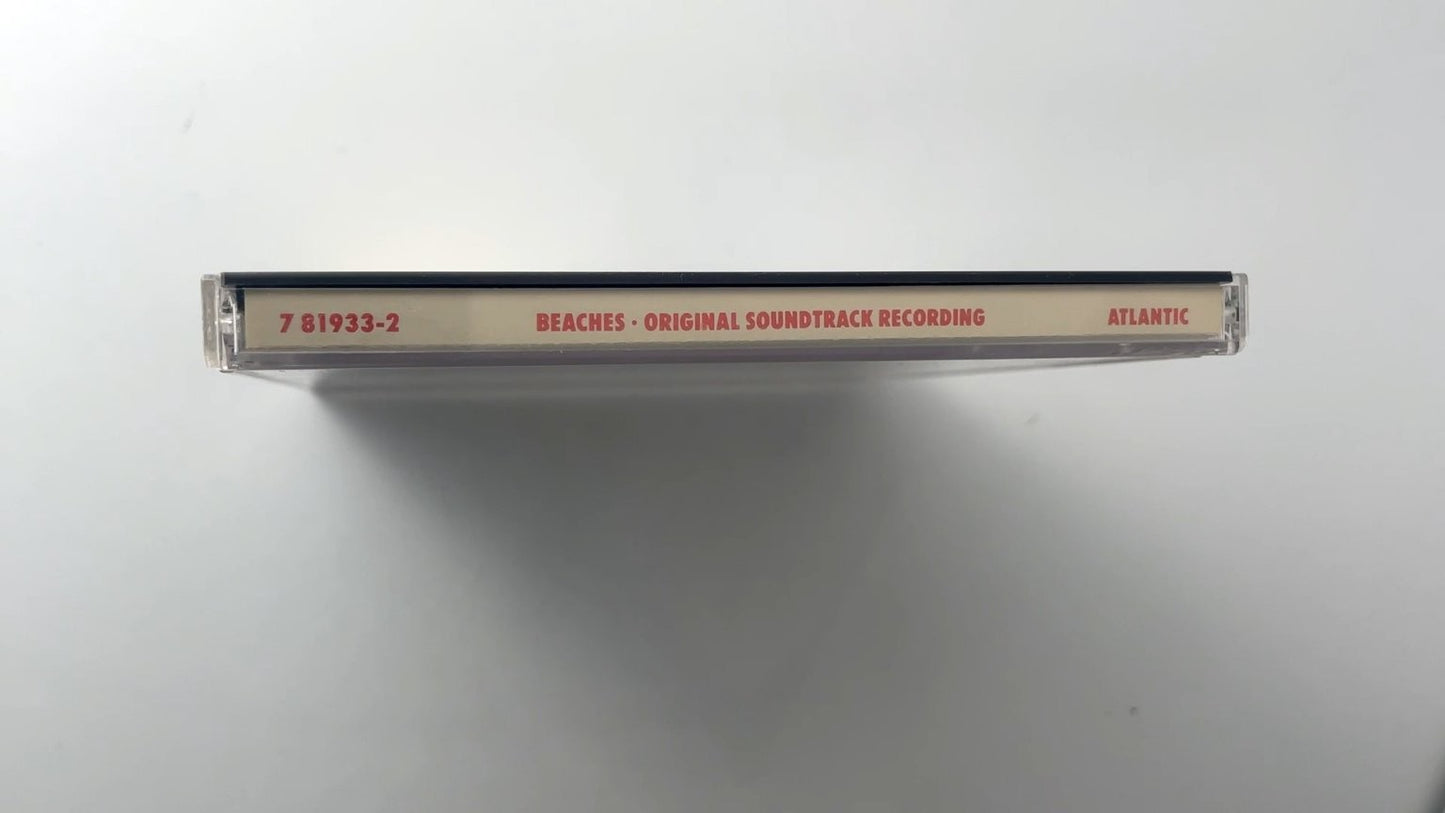 7 81933-2 BEACHES · ORIGINAL SOUNDTRACK RECORDING ATLANTIC